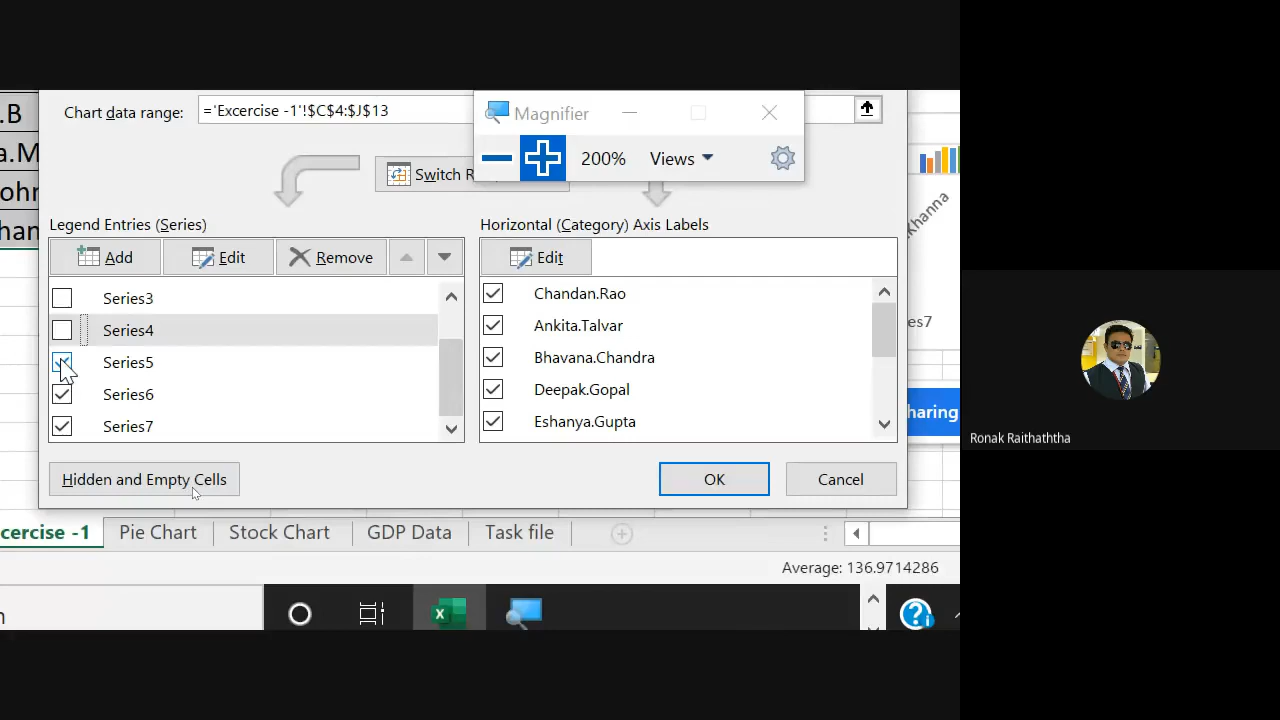 .B
a.M
ohn
han
Chart data range:
='Excercise -1'!$C$4:$J$13
Magnifier
200%
Views
Switch R
Legend Entries (Series)
Horizontal (Category) Axis Labels
Add
Edit
Remove
Edit
Series3
Series4
Series5
Series6
Series7
Chandan.Rao
Ankita.Talvar
Bhavana.Chandra
Deepak.Gopal
Eshanya.Gupta
Hidden and Empty Cells
OK
Cancel
Khanna
es7
haring
Ronak Raithaththa
cercise -1
Pie Chart
Stock Chart
GDP Data
Task file
Average: 136.9714286
n